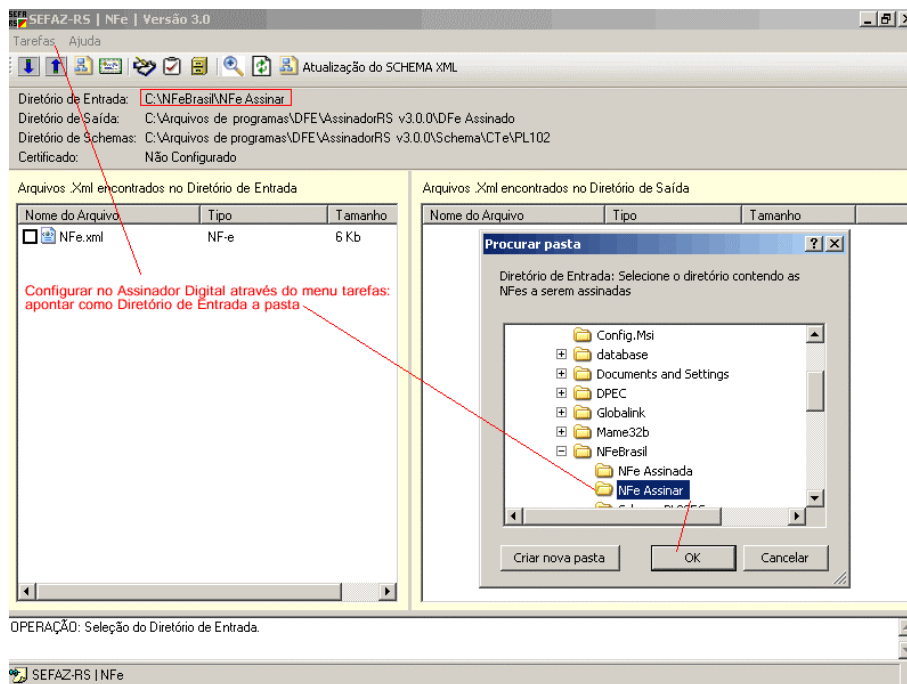 SEFAZ-RS | NFe | Versão 3.0
Tarefas Ajuda
Atualização do SCHEMA XML
Diretório de Entrada: C:\NFeBrasil\NFe Assinar
Diretório de Saída: C:\Arquivos de programas\DFE\AssinadorRS v3.0.0\DFe Assinado
Diretório de Schemas: C:\Arquivos de programas\DFE\AssinadorRS v3.0.0\Schema\CTe\PL102
Certificado: Não Configurado
Arquivos .Xml encontrados no Diretório de Entrada
Nome do Arquivo Tipo Tamanho
NFe.xml NF-e 6 Kb
Configurar no Assinador Digital através do menu tarefas:
apontar como Diretório de Entrada a pasta
Arquivos .Xml encontrados no Diretório de Saída
Nome do Arquivo Tipo Tamanho
Procurar pasta
Diretório de Entrada: Selecione o diretório contendo as
NFes a serem assinadas
Config.Msi
database
Documents and Settings
DPEC
Globalink
Mame32b
NFeBrasil
NFe Assinada
NFe Assinar
Criar nova pasta OK Cancelar
OPERAÇÃO: Seleção do Diretório de Entrada.
SEFAZ-RS | NFe